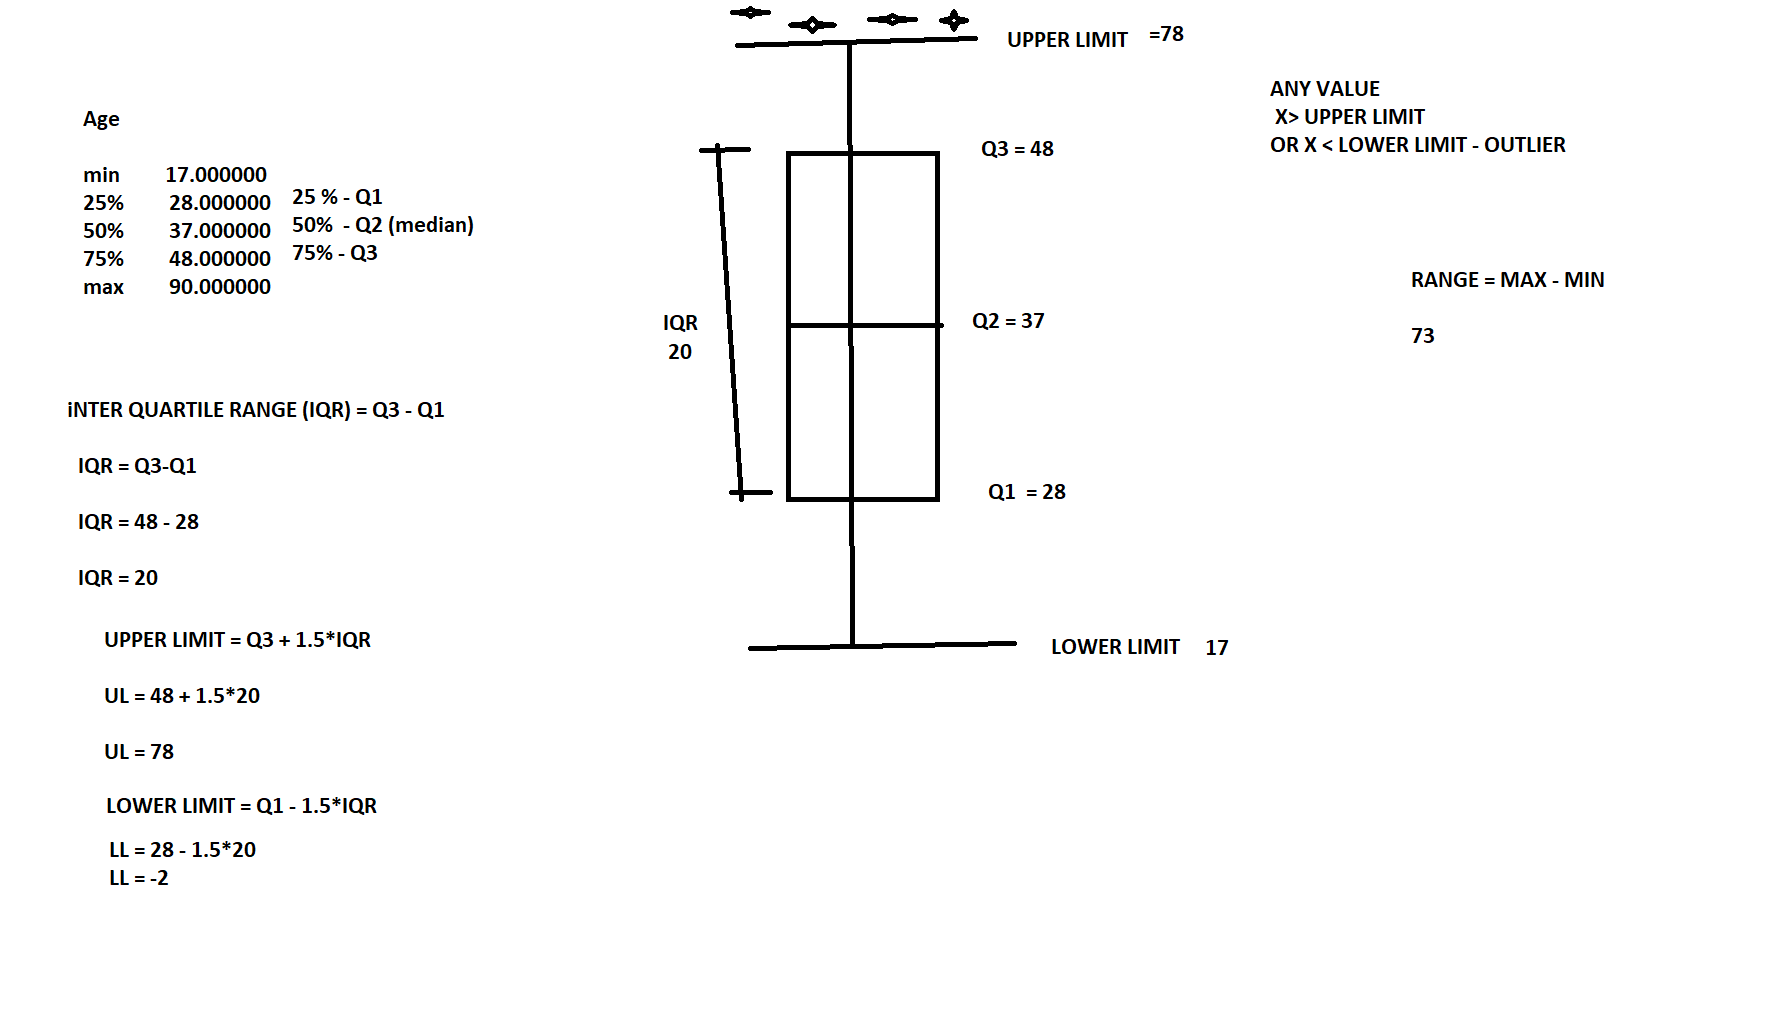 UPPER LIMIT =78
ANY VALUE
X> UPPER LIMIT
OR X < LOWER LIMIT - OUTLIER
Age
min 17.000000
25% 28.000000 25 % - Q1
50% 37.000000 50% - Q2 (median)
75% 48.000000 75% - Q3
max 90.000000
Q3 = 48
RANGE = MAX - MIN
73
IQR
20
Q2 = 37
iNTER QUARTILE RANGE (IQR) = Q3 - Q1
IQR = Q3-Q1
IQR = 48 - 28
IQR = 20
Q1 = 28
UPPER LIMIT = Q3 + 1.5*IQR
UL = 48 + 1.5*20
UL = 78
LOWER LIMIT 17
LOWER LIMIT = Q1 - 1.5*IQR
LL = 28 - 1.5*20
LL = -2